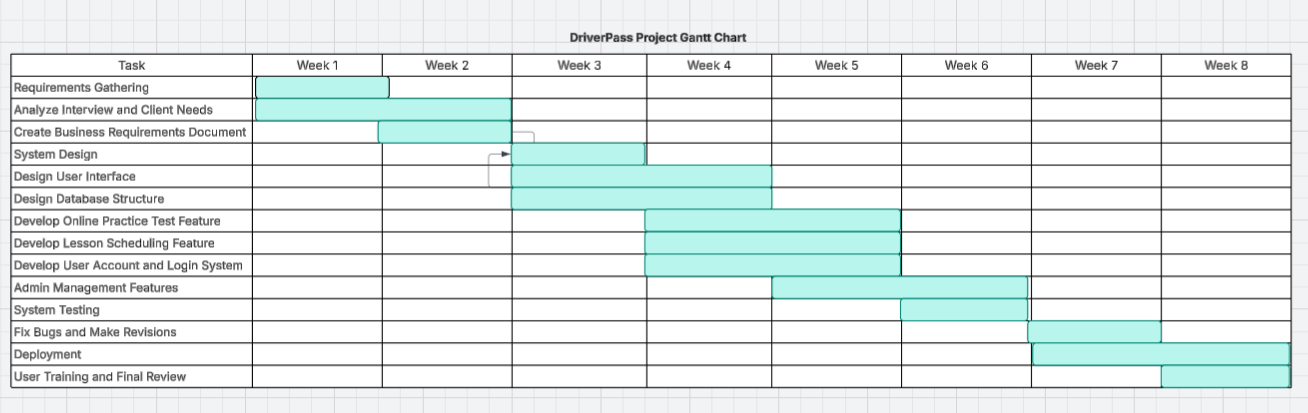 DriverPass Project Gantt Chart
Task Week 1 Week 2 Week 3 Week 4 Week 5 Week 6 Week 7 Week 8
Requirements Gathering
Analyze Interview and Client Needs
Create Business Requirements Document
System Design
Design User Interface
Design Database Structure
Develop Online Practice Test Feature
Develop Lesson Scheduling Feature
Develop User Account and Login System
Admin Management Features
System Testing
Fix Bugs and Make Revisions
Deployment
User Training and Final Review